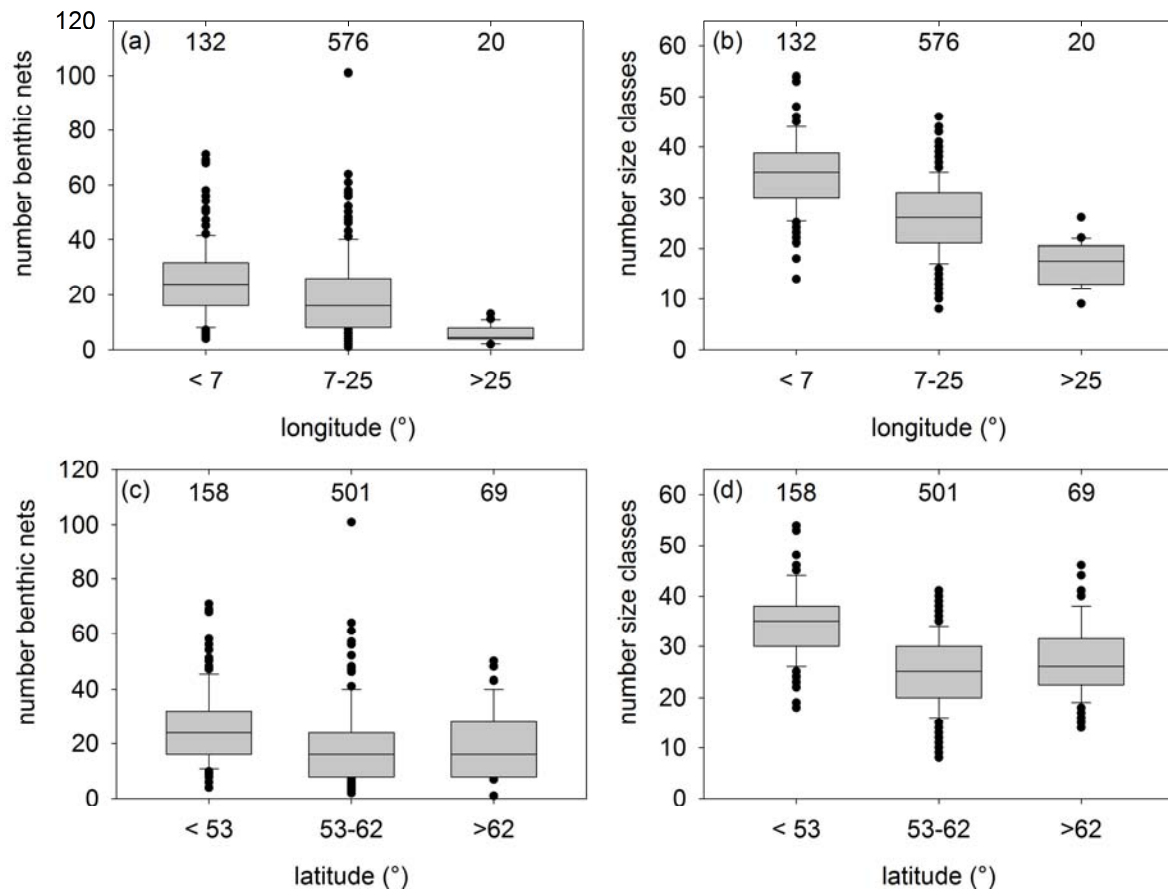 (a) 132 576 20
120
100
80
60
40
20
0
number benthic nets
< 7 7-25 >25
longitude (°)
(b) 132 576 20
60
50
40
30
20
10
0
number size classes
< 7 7-25 >25
longitude (°)
(c) 158 501 69
120
100
80
60
40
20
0
number benthic nets
< 53 53-62 >62
latitude (°)
(d) 158 501 69
60
50
40
30
20
10
0
number size classes
< 53 53-62 >62
latitude (°)